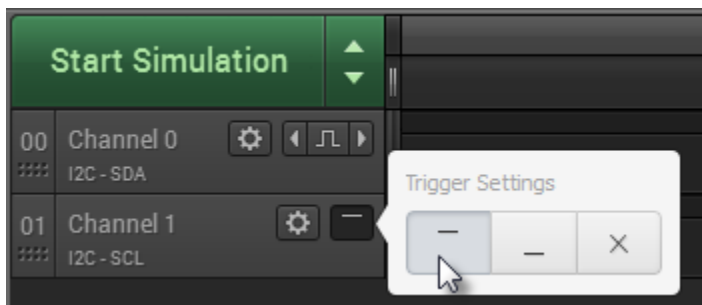 Start Simulation
00 Channel 0
I2C - SDA
Trigger Settings
01 Channel 1
I2C - SCL